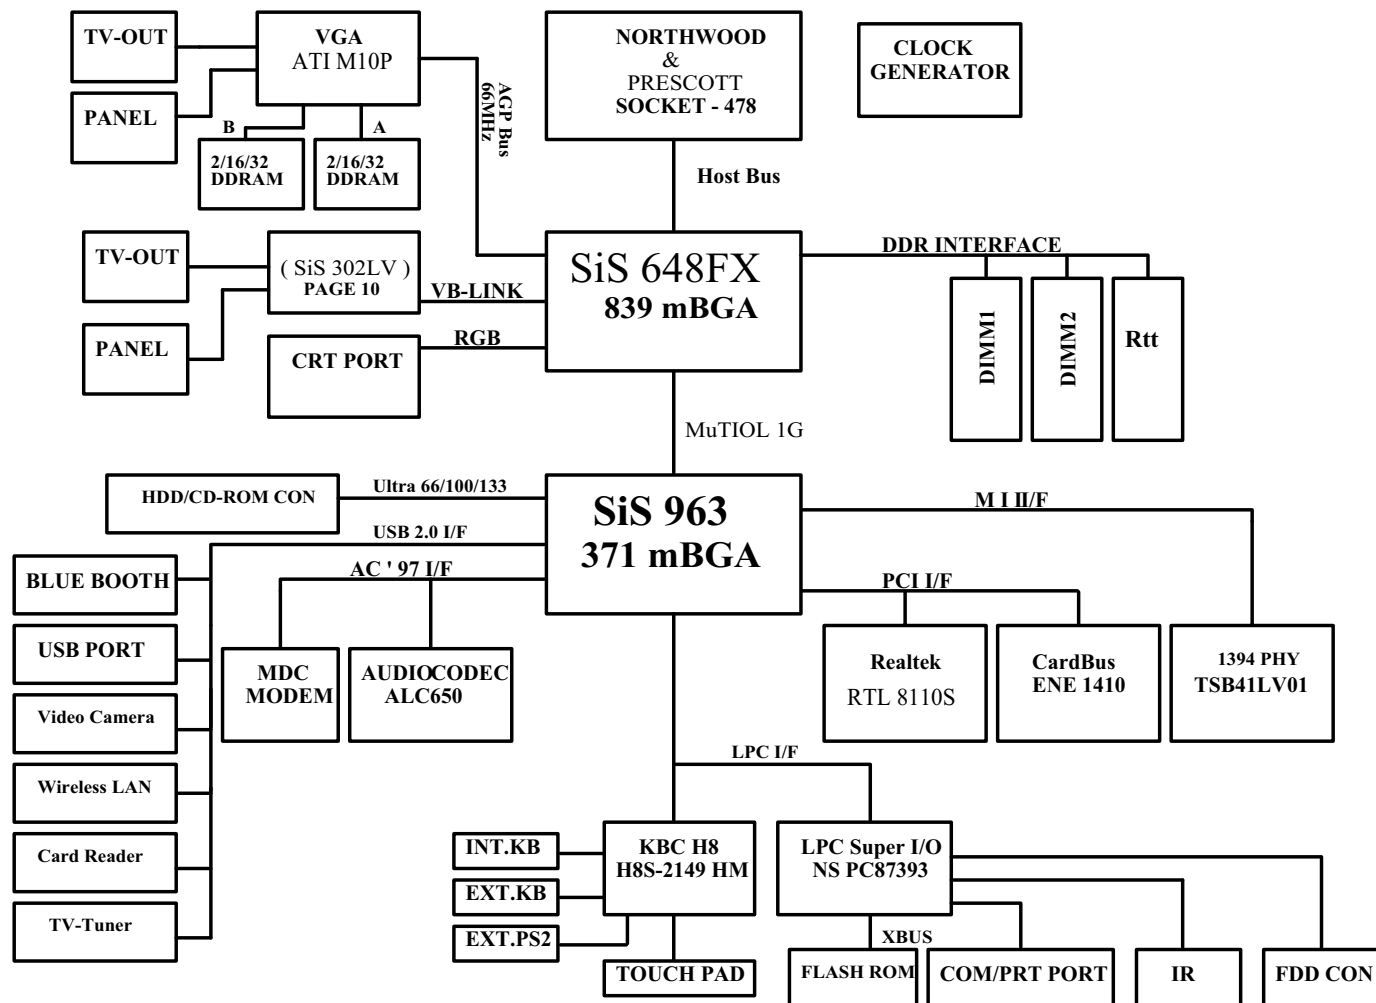 TV-OUT
VGA
ATI M10P
NORTHWOOD
&
PRESCOTT
SOCKET - 478
CLOCK
GENERATOR
PANEL
AGP Bus
66MHz
B
A
2/16/32
DDRAM
2/16/32
DDRAM
Host Bus
TV-OUT
( SiS 302LV )
PAGE 10
VB-LINK
SiS 648FX
839 mBGA
DDR INTERFACE
PANEL
CRT PORT
RGB
DIMM1
DIMM2
Rtt
MuTIOL 1G
HDD/CD-ROM CON
Ultra 66/100/133
SiS 963
371 mBGA
M I II/F
USB 2.0 I/F
AC ' 97 I/F
PCI I/F
BLUE BOOTH
USB PORT
Video Camera
Wireless LAN
Card Reader
TV-Tuner
MDC
MODEM
AUDIOCODEC
ALC650
Realtek
RTL 8110S
CardBus
ENE 1410
1394 PHY
TSB41LV01
LPC I/F
INT.KB
EXT.KB
EXT.PS2
KBC H8
H8S-2149 HM
LPC Super I/O
NS PC87393
XBUS
TOUCH PAD
FLASH ROM
COM/PRT PORT
IR
FDD CON